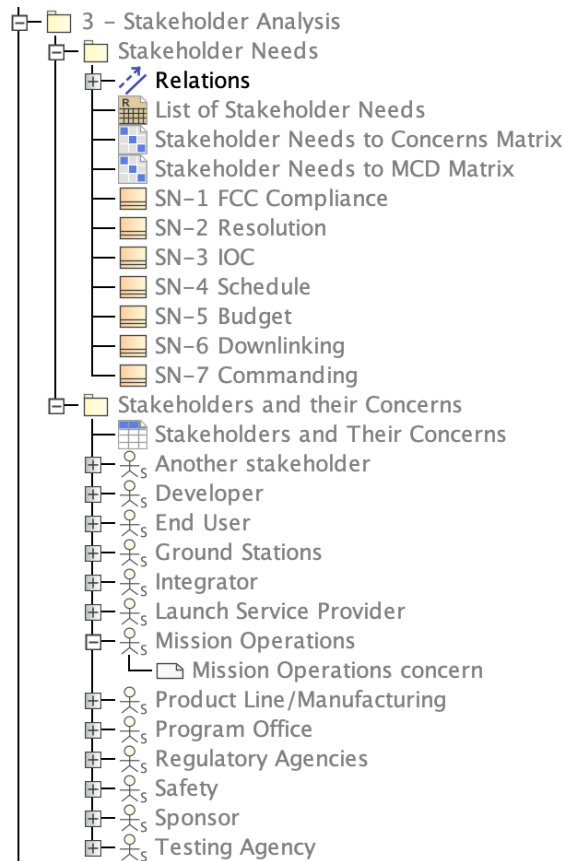 3 – Stakeholder Analysis
Stakeholder Needs
Relations
R
List of Stakeholder Needs
Stakeholder Needs to Concerns Matrix
Stakeholder Needs to MCD Matrix
SN–1 FCC Compliance
SN–2 Resolution
SN–3 IOC
SN–4 Schedule
SN–5 Budget
SN–6 Downlinking
SN–7 Commanding
Stakeholders and their Concerns
Stakeholders and Their Concerns
S Another stakeholder
S Developer
S End User
S Ground Stations
S Integrator
S Launch Service Provider
S Mission Operations
Mission Operations concern
S Product Line/Manufacturing
S Program Office
S Regulatory Agencies
S Safety
S Sponsor
S Testing Agency